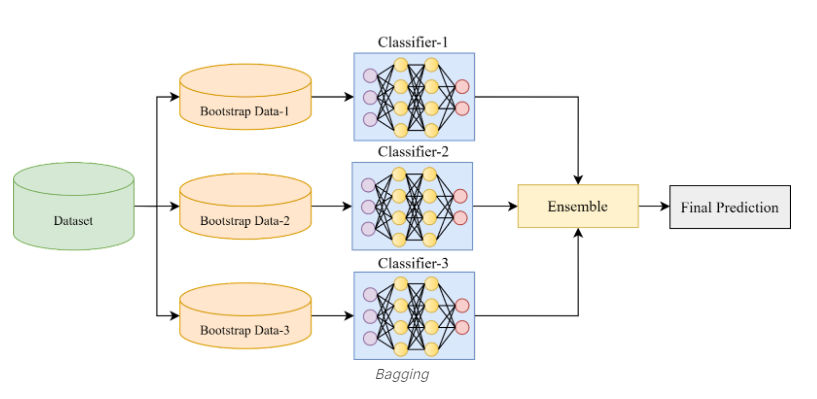 Classifier-1
Bootstrap Data-1
Classifier-2
Dataset
Bootstrap Data-2
Ensemble
Final Prediction
Classifier-3
Bootstrap Data-3
Bagging